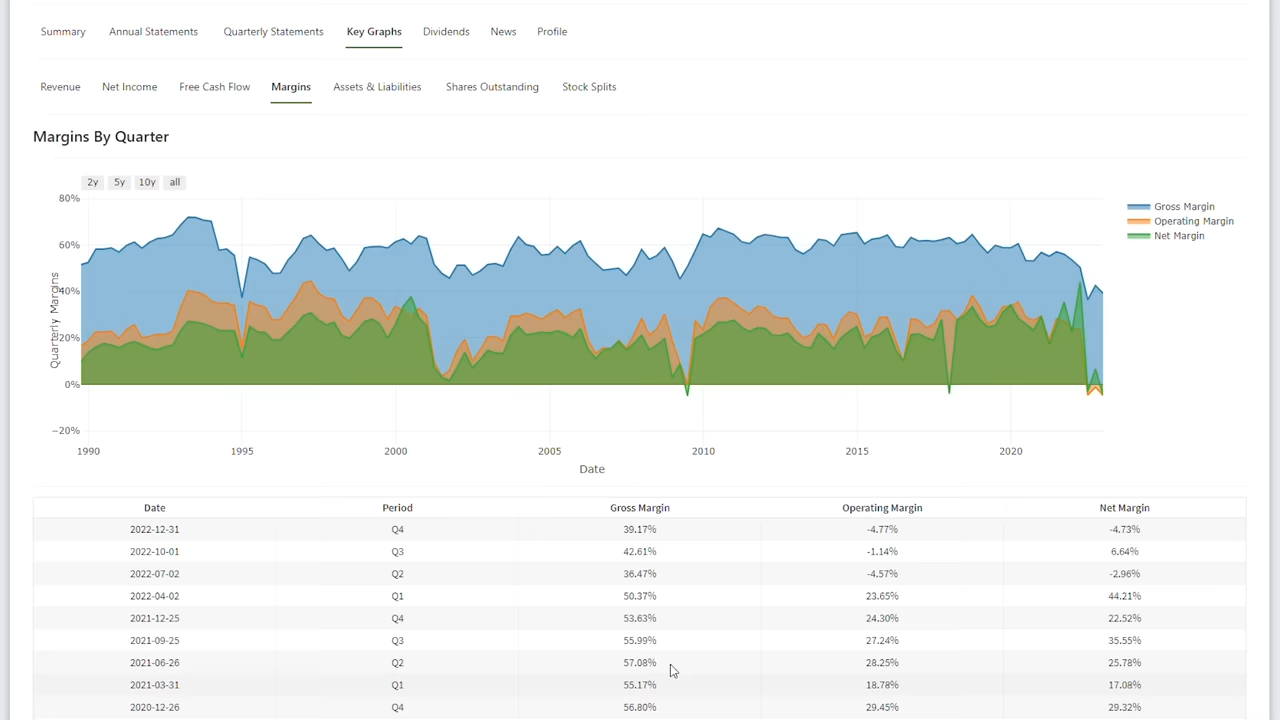 Summary Annual Statements Quarterly Statements Key Graphs Dividends News Profile
Revenue Net Income Free Cash Flow Margins Assets & Liabilities Shares Outstanding Stock Splits
Margins By Quarter
2y 5y 10y all
80%
60%
40%
20%
0%
−20%
Quarterly Margins
1990 1995 2000 2005 2010 2015 2020
Date
Gross Margin
Operating Margin
Net Margin
Date Period Gross Margin Operating Margin Net Margin
2022-12-31 Q4 39.17% -4.77% -4.73%
2022-10-01 Q3 42.61% -1.14% 6.64%
2022-07-02 Q2 36.47% -4.57% -2.96%
2022-04-02 Q1 50.37% 23.65% 44.21%
2021-12-25 Q4 53.63% 24.30% 22.52%
2021-09-25 Q3 55.99% 27.24% 35.55%
2021-06-26 Q2 57.08% 28.25% 25.78%
2021-03-31 Q1 55.17% 18.78% 17.08%
2020-12-26 Q4 56.80% 29.45% 29.32%